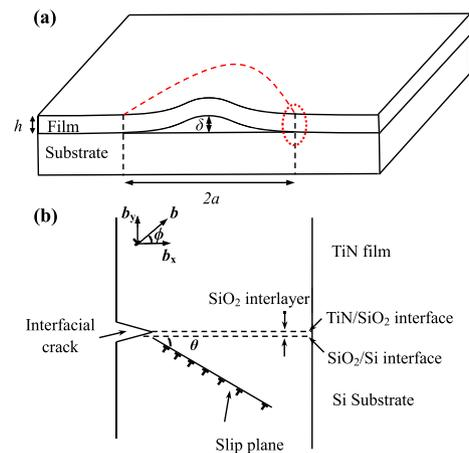 (a)
h
Film
δ
Substrate
2a
(b)
b_y
b
ϕ
b_x
TiN film
SiO₂ interlayer
TiN/SiO₂ interface
Interfacial
crack
θ
SiO₂/Si interface
Si Substrate
Slip plane